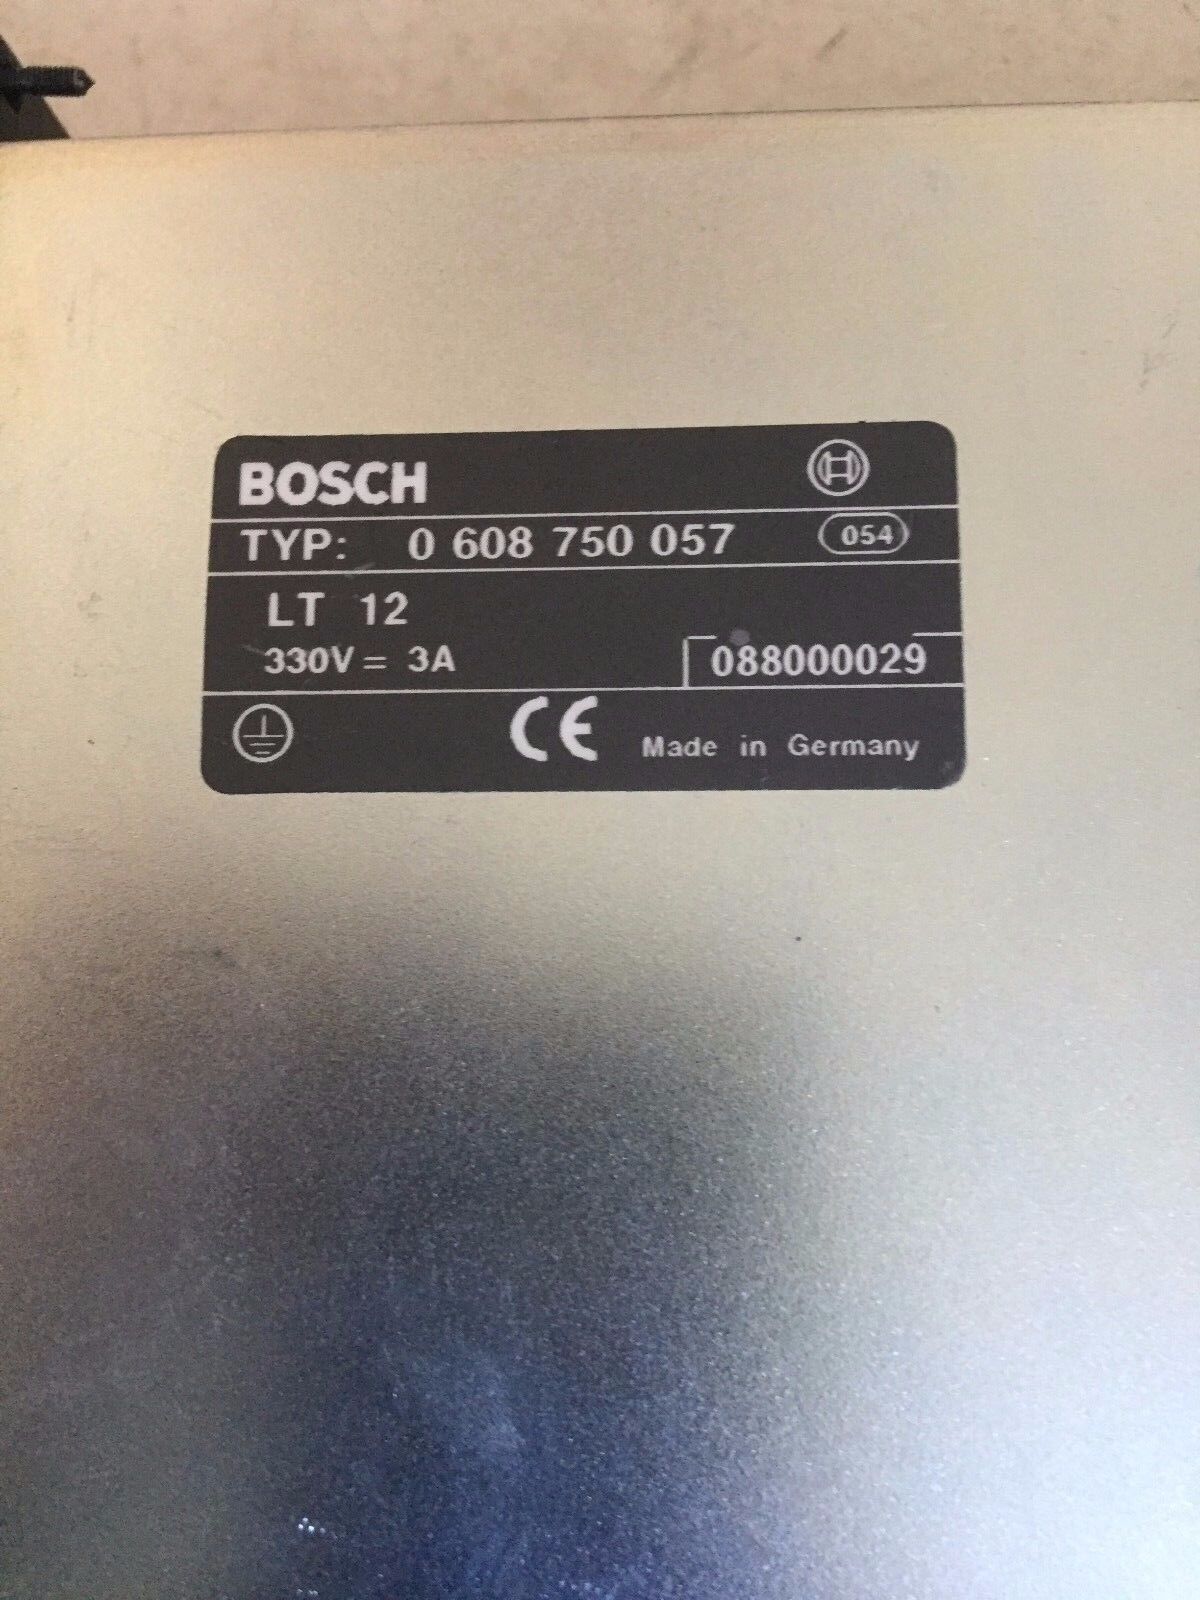 BOSCH
TYP: 0 608 750 057 054
LT 12
330V= 3A 088000029
CE Made in Germany